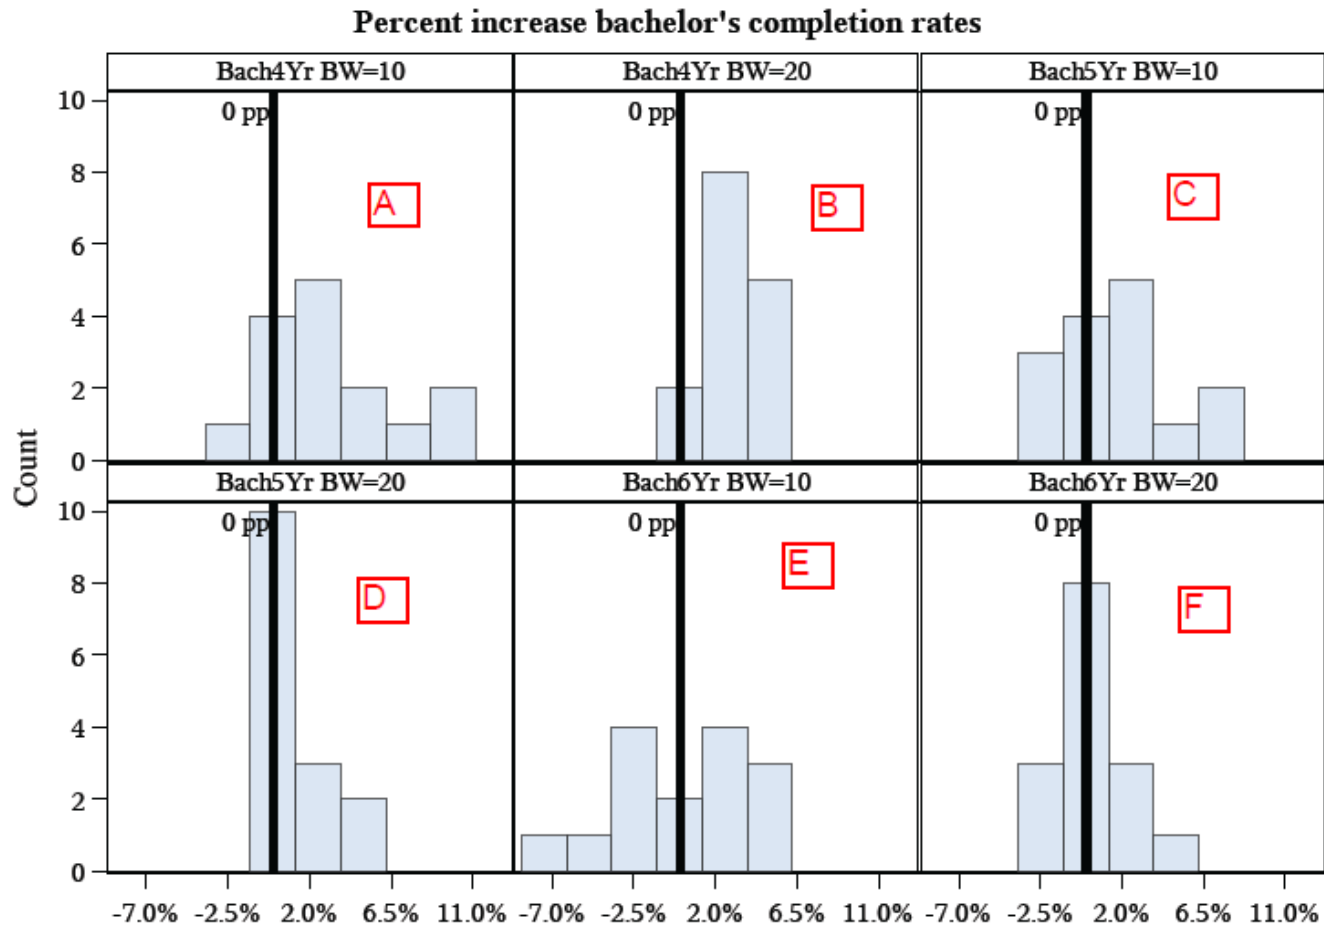 Percent increase bachelor's completion rates
Bach4Yr BW=10
Bach4Yr BW=20
Bach5Yr BW=10
10
8
6
4
2
0
0 pp
0 pp
0 pp
A
B
C
Count
Bach5Yr BW=20
Bach6Yr BW=10
Bach6Yr BW=20
10
8
6
4
2
0
0 pp
0 pp
0 pp
D
E
F
-7.0% -2.5% 2.0% 6.5% 11.0%
-7.0% -2.5% 2.0% 6.5% 11.0%
-7.0% -2.5% 2.0% 6.5% 11.0%